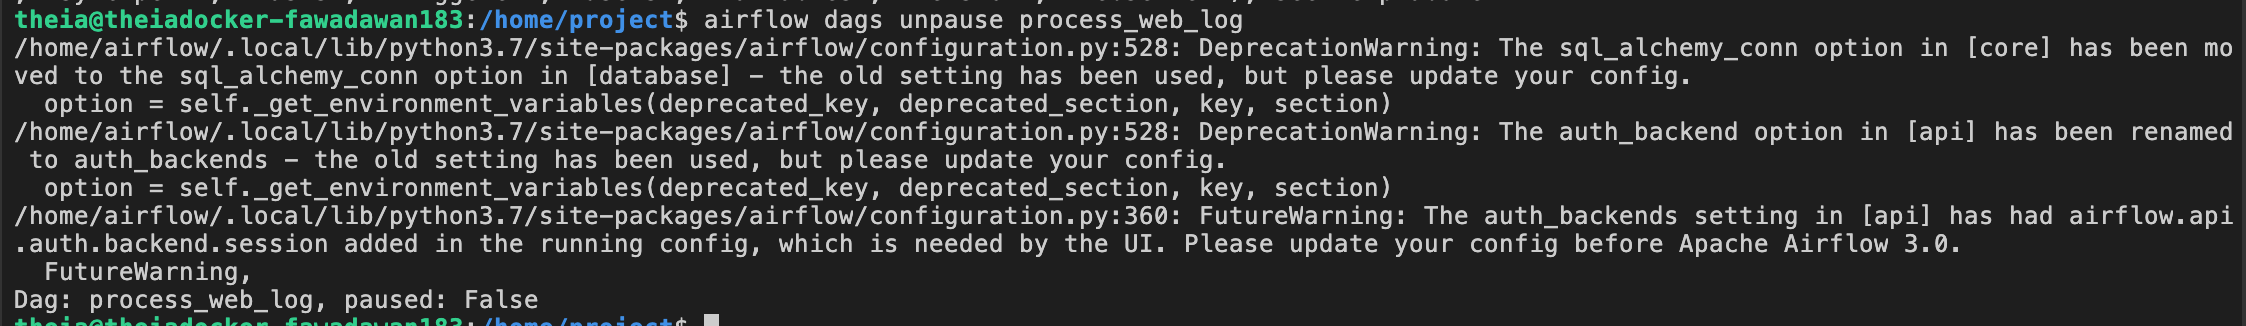 theia@theiadocker-fawadawan183:/home/project$ airflow dags unpause process_web_log
/home/airflow/.local/lib/python3.7/site-packages/airflow/configuration.py:528: DeprecationWarning: The sql_alchemy_conn option in [core] has been mo
ved to the sql_alchemy_conn option in [database] - the old setting has been used, but please update your config.
  option = self._get_environment_variables(deprecated_key, deprecated_section, key, section)
/home/airflow/.local/lib/python3.7/site-packages/airflow/configuration.py:528: DeprecationWarning: The auth_backend option in [api] has been renamed
 to auth_backends - the old setting has been used, but please update your config.
  option = self._get_environment_variables(deprecated_key, deprecated_section, key, section)
/home/airflow/.local/lib/python3.7/site-packages/airflow/configuration.py:360: FutureWarning: The auth_backends setting in [api] has had airflow.api
.auth.backend.session added in the running config, which is needed by the UI. Please update your config before Apache Airflow 3.0.
  FutureWarning,
Dag: process_web_log, paused: False
theia@theiadocker-fawadawan183:/home/project$